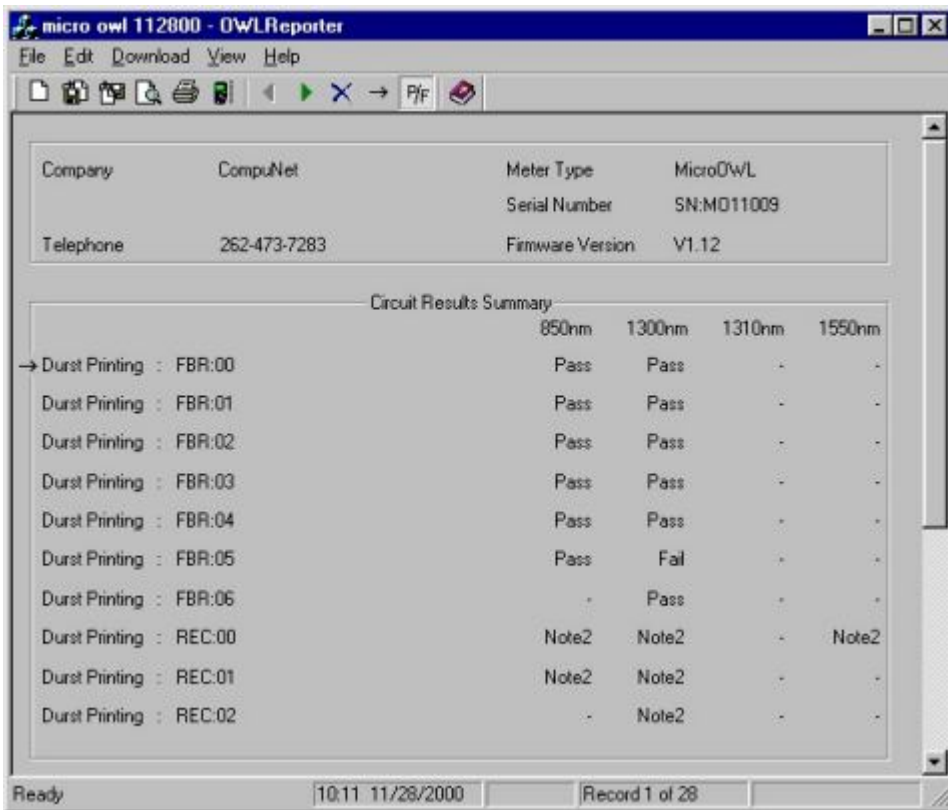 micro owl 112800 - OWLReporter
File Edit Download View Help
P/F
Company CompuNet Meter Type MicroOWL
Serial Number SN:MO11009
Telephone 262-473-7283 Firmware Version V1.12
Circuit Results Summary
850nm 1300nm 1310nm 1550nm
→ Durst Printing : FBR:00 Pass Pass - -
Durst Printing : FBR:01 Pass Pass - -
Durst Printing : FBR:02 Pass Pass - -
Durst Printing : FBR:03 Pass Pass - -
Durst Printing : FBR:04 Pass Pass - -
Durst Printing : FBR:05 Pass Fail - -
Durst Printing : FBR:06 - Pass - -
Durst Printing : REC:00 Note2 Note2 - Note2
Durst Printing : REC:01 Note2 Note2 - -
Durst Printing : REC:02 - Note2 - -
Ready 10:11 11/28/2000 Record 1 of 28